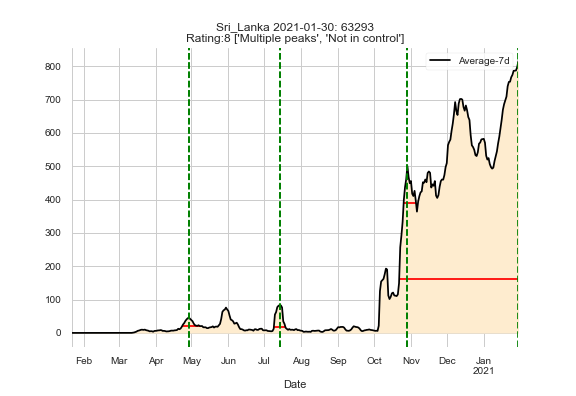 Sri_Lanka 2021-01-30: 63293
Rating:8 ['Multiple peaks', 'Not in control']
Average-7d
800
700
600
500
400
300
200
100
0
Feb Mar Apr May Jun Jul Aug Sep Oct Nov Dec Jan
2021
Date